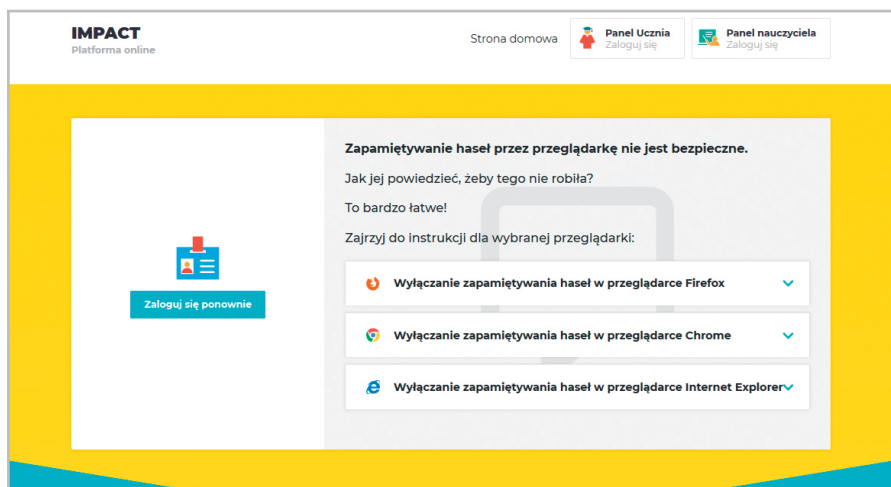 IMPACT
Platforma online
Strona domowa
Panel Ucznia
Zaloguj się
Panel nauczyciela
Zaloguj się
Zapamiętywanie haseł przez przeglądarkę nie jest bezpieczne.
Jak jej powiedzieć, żeby tego nie robiła?
To bardzo łatwe!
Zajrzyj do instrukcji dla wybranej przeglądarki:
Wyłączanie zapamiętywania haseł w przeglądarce Firefox
Zaloguj się ponownie
Wyłączanie zapamiętywania haseł w przeglądarce Chrome
Wyłączanie zapamiętywania haseł w przeglądarce Internet Explorer